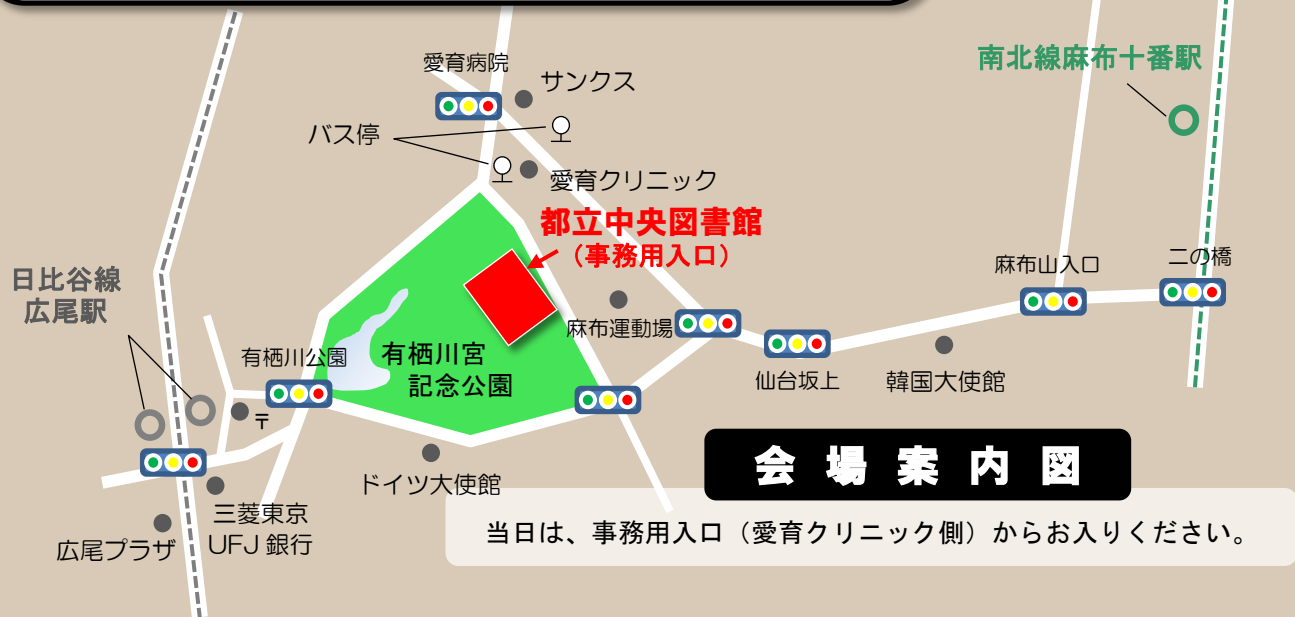 愛育病院
サンクス
南北線麻布十番駅
バス停
愛育クリニック
都立中央図書館
（事務用入口）
日比谷線
広尾駅
麻布山入口
二の橋
麻布運動場
有栖川公園
有栖川宮
記念公園
仙台坂上
韓国大使館
〒
ドイツ大使館
三菱東京
UFJ 銀行
広尾プラザ
会場案内図
当日は、事務用入口（愛育クリニック側）からお入りください。